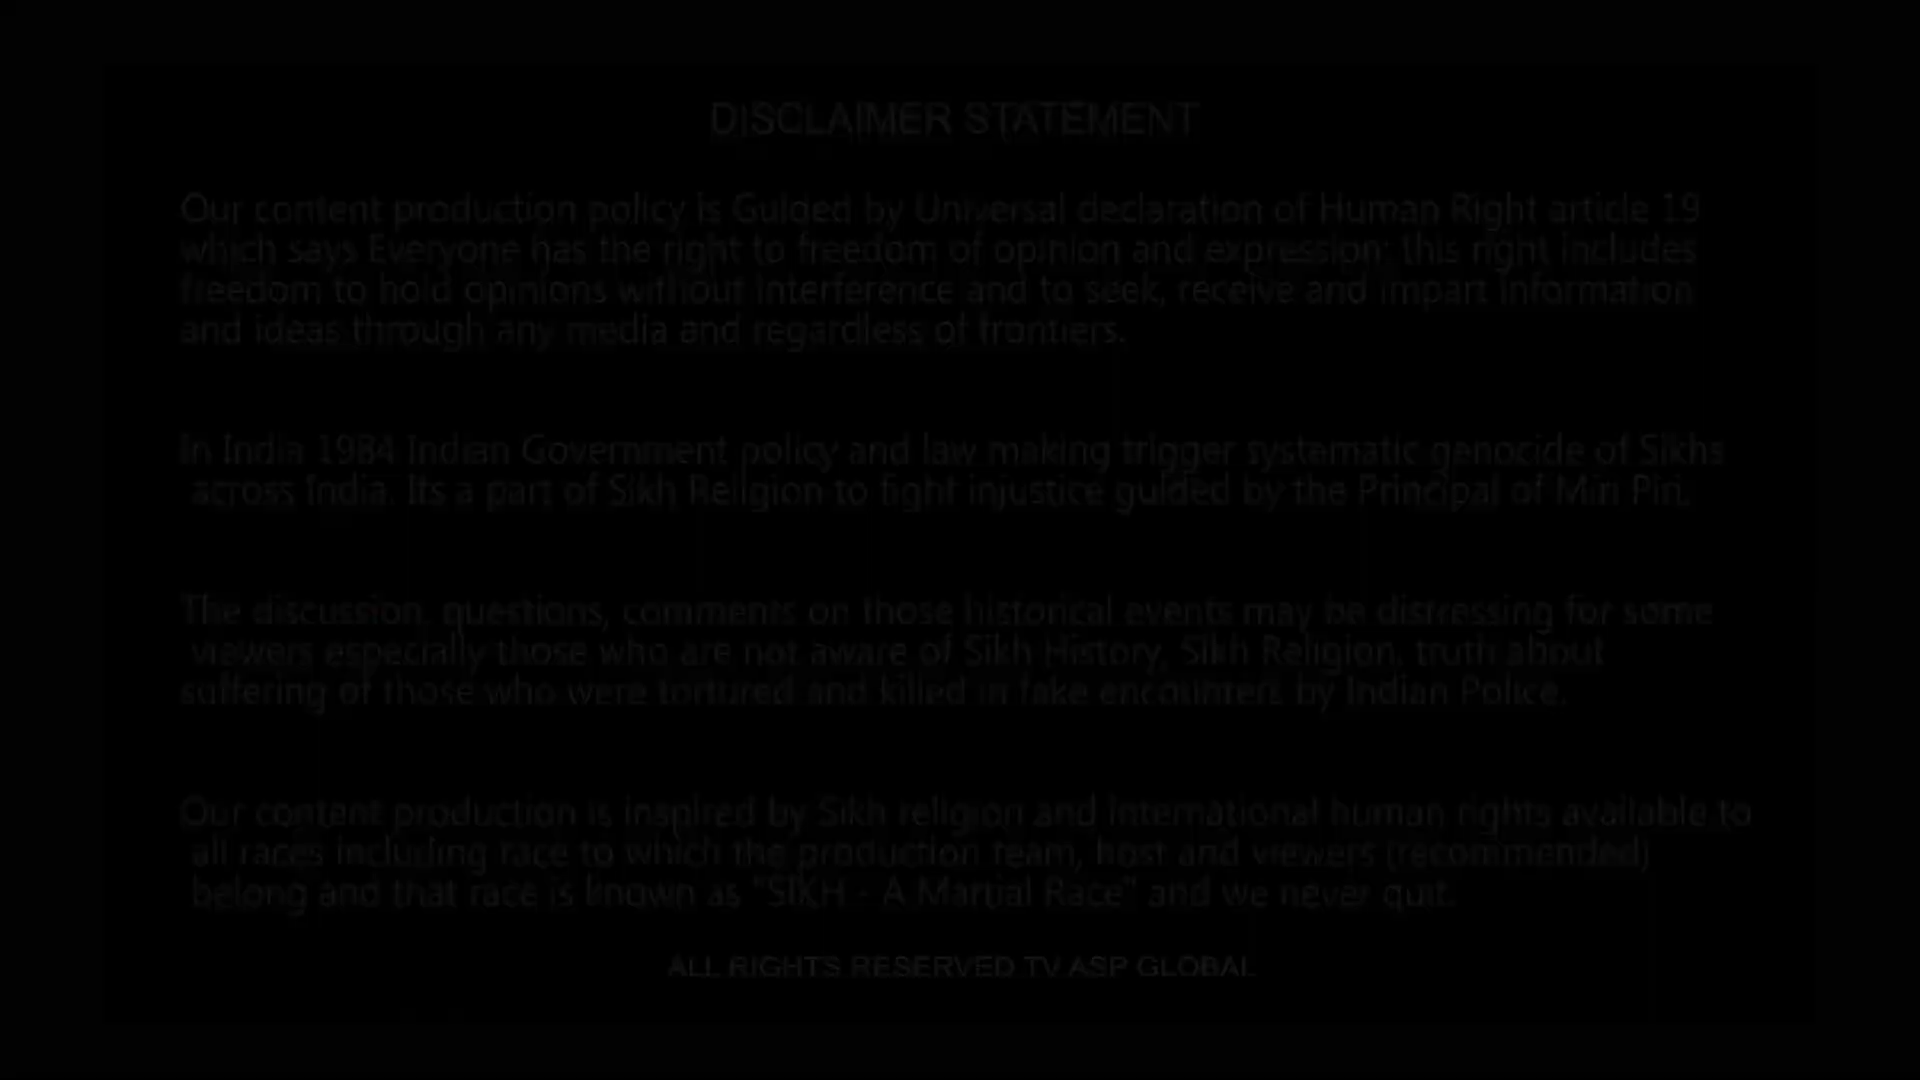 DISCLAIMER STATEMENT
Our content production policy is Guided by Universal declaration of Human Right article 19
which says Everyone has the right to freedom of opinion and expression; this right includes
freedom to hold opinions without interference and to seek, receive and impart information
and ideas through any media and regardless of frontiers.
In India 1984 Indian Government policy and law making trigger systematic genocide of Sikhs
across India. Its a part of Sikh Religion to fight injustice guided by the Principal of Miri Piri.
The discussion, questions, comments on those historical events may be distressing for some
viewers especially those who are not aware of Sikh History, Sikh Religion, truth about
suffering of those who were tortured and killed in fake encounters by Indian Police.
Our content production is inspired by Sikh religion and International human rights available to
all races including race to which the production team, host and viewers (recommended)
belong and that race is known as "SIKH - A Martial Race" and we never quit.
ALL RIGHTS RESERVED TV ASP GLOBAL